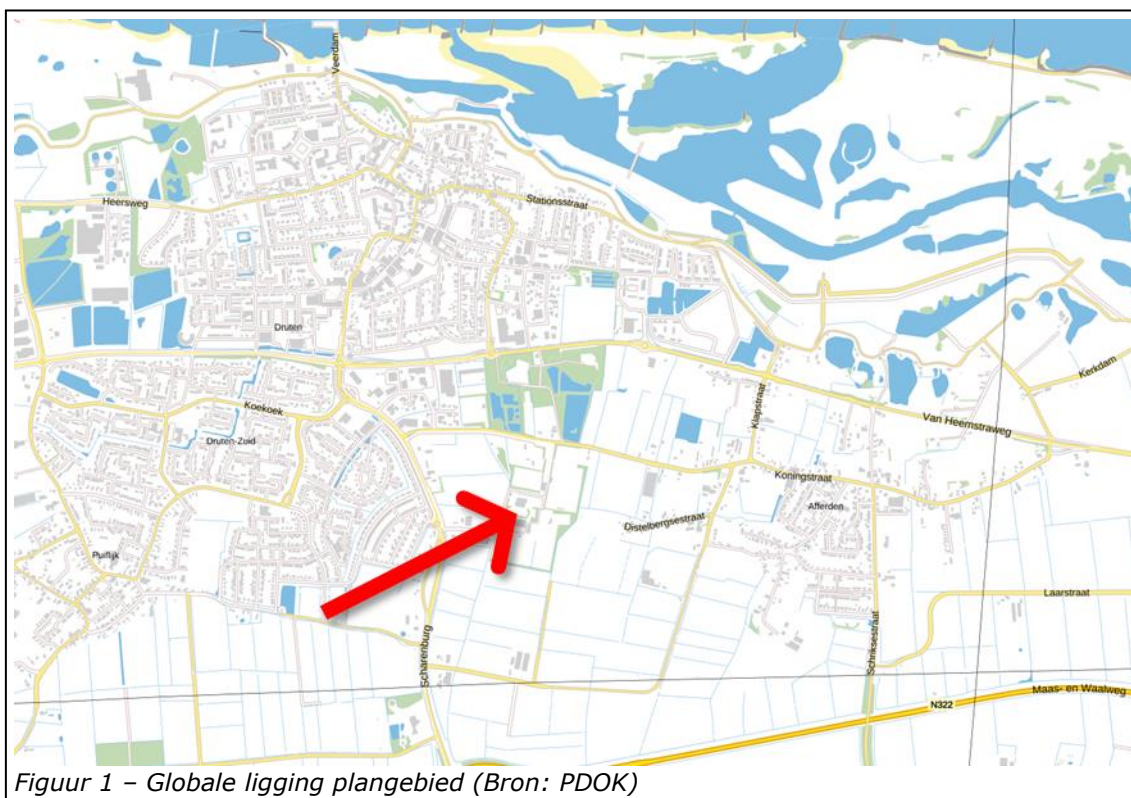 Veerdam
Heersweg
Stationsstraat
Druten
Kerkdam
Klapstraat
Koekoek
Van Heemstraweg
Druten-Zuid
Koningstraat
Afferden
Distelbergsestraat
Puiflijk
Laarstraat
Scharenburg
Schriksestraat
Maas- en Waalweg
N322
Figuur 1 – Globale ligging plangebied (Bron: PDOK)